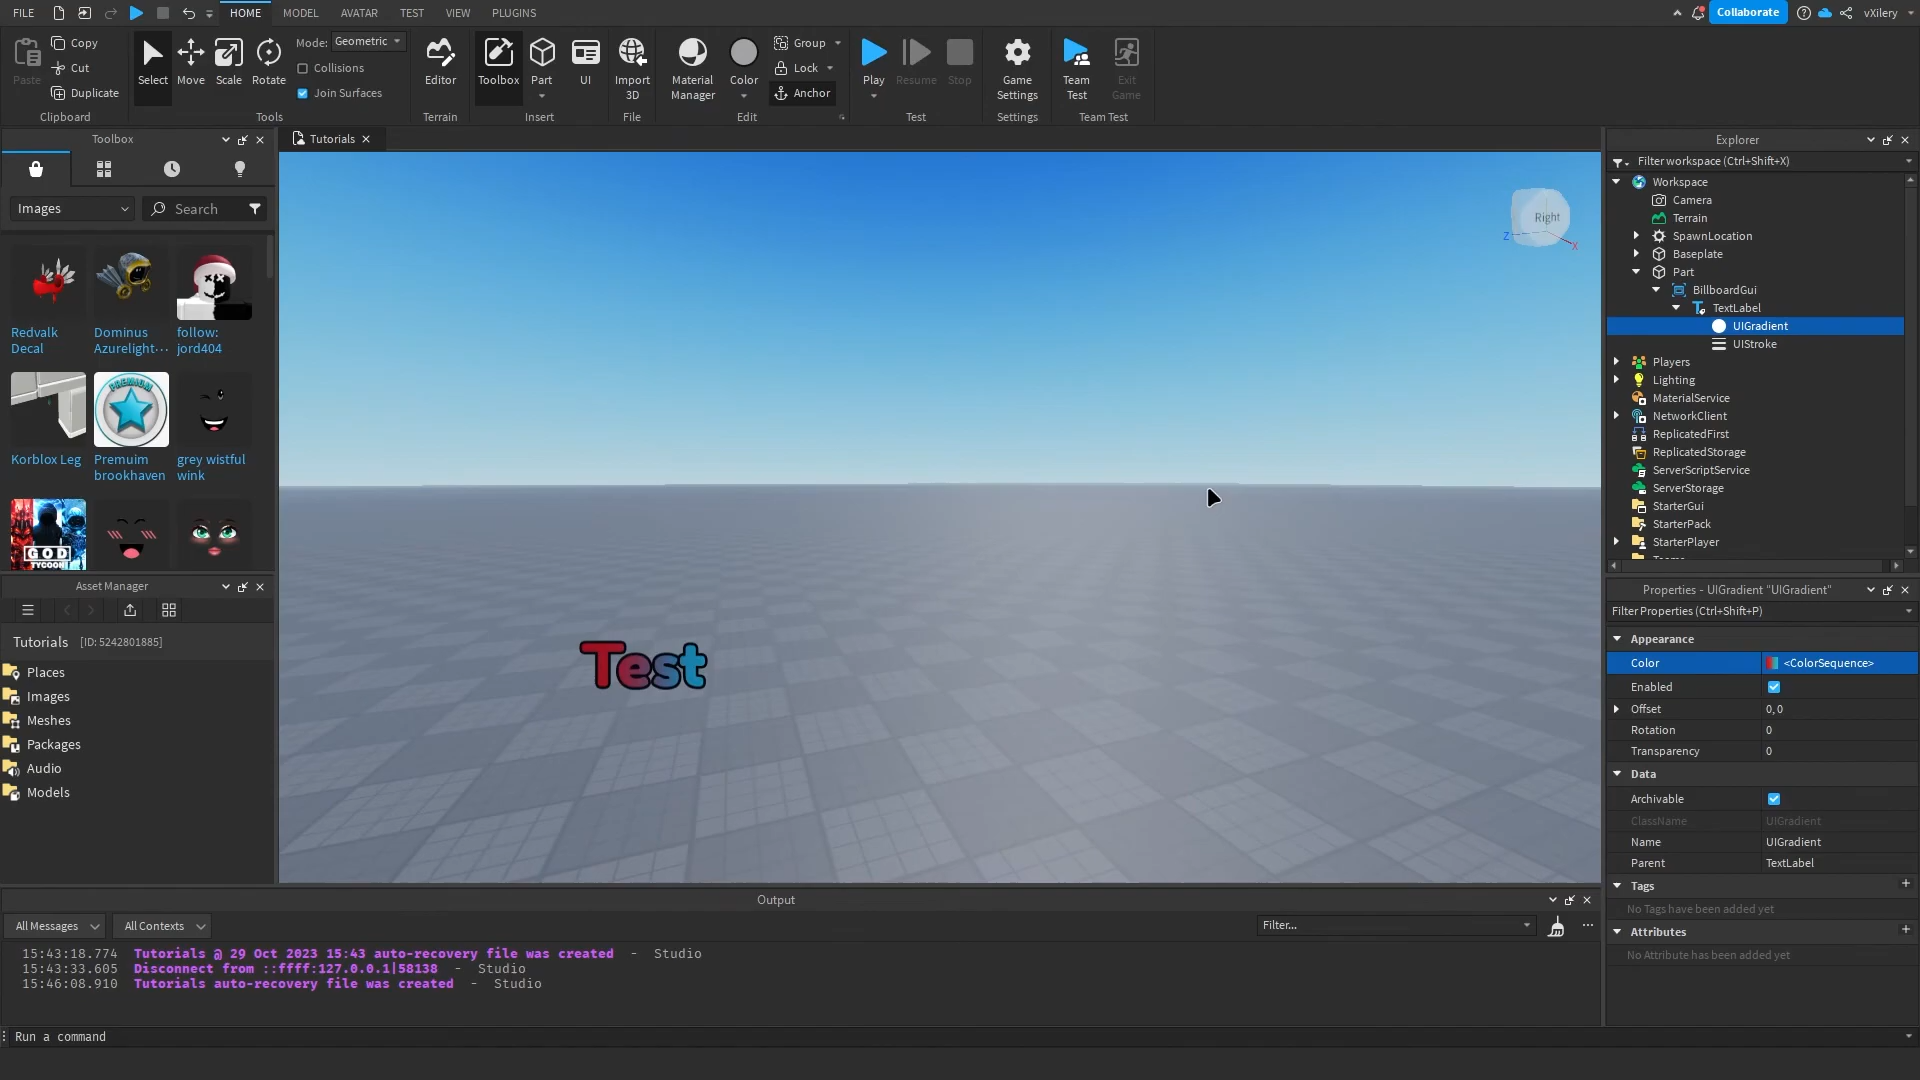 FILE
HOME
MODEL
AVATAR
TEST
VIEW
PLUGINS
Collaborate
vXilery
Paste
Copy
Cut
Duplicate
Clipboard
Select
Move
Scale
Rotate
Mode: Geometric
Collisions
Join Surfaces
Tools
Editor
Terrain
Toolbox
Part
UI
Insert
Import
3D
File
Material
Manager
Color
Group
Lock
Anchor
Edit
Play
Resume
Stop
Test
Game
Settings
Settings
Team
Test
Exit
Game
Team Test
Toolbox
Images
Search
Redvalk
Decal
Dominus
Azurelight...
follow:
jord404
PREMIUM
Korblox Leg
Premuim
brookhaven
grey wistful
wink
GOD
TYCOON
Asset Manager
Tutorials [ID: 5242801885]
Places
Images
Meshes
Packages
Audio
Models
Tutorials
Right
Z
X
Test
Explorer
Filter workspace (Ctrl+Shift+X)
Workspace
Camera
Terrain
SpawnLocation
Baseplate
Part
BillboardGui
TextLabel
UIGradient
UIStroke
Players
Lighting
MaterialService
NetworkClient
ReplicatedFirst
ReplicatedStorage
ServerScriptService
ServerStorage
StarterGui
StarterPack
StarterPlayer
Properties - UIGradient "UIGradient"
Filter Properties (Ctrl+Shift+P)
Appearance
Color <ColorSequence>
Enabled
Offset 0, 0
Rotation 0
Transparency 0
Data
Archivable
ClassName UIGradient
Name UIGradient
Parent TextLabel
Tags
No Tags have been added yet
Attributes
No Attribute has been added yet
Output
All Messages
All Contexts
Filter...
15:43:18.774 Tutorials @ 29 Oct 2023 15:43 auto-recovery file was created - Studio
15:43:33.605 Disconnect from ::ffff:127.0.0.1|58138 - Studio
15:46:08.910 Tutorials auto-recovery file was created - Studio
Run a command